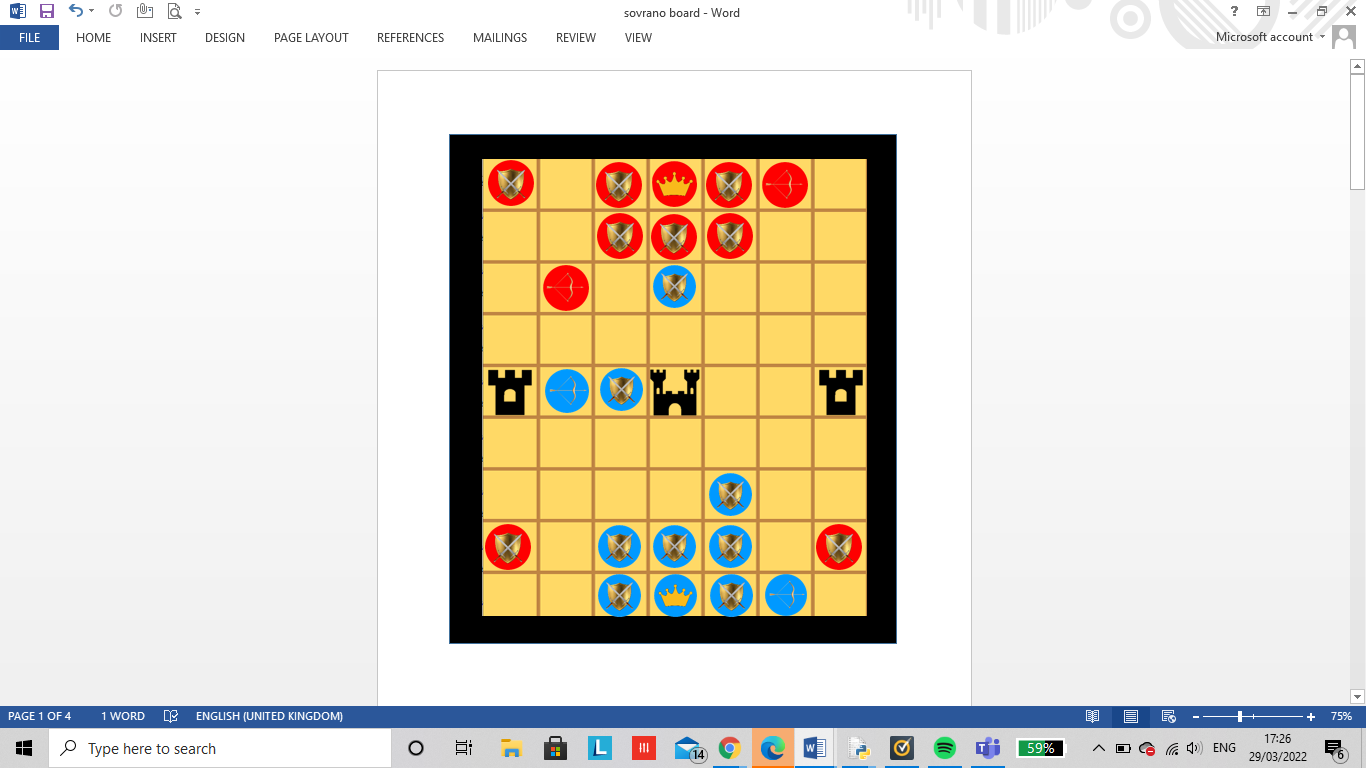 sovrano board - Word
?
FILE HOME INSERT DESIGN PAGE LAYOUT REFERENCES MAILINGS REVIEW VIEW
Microsoft account
PAGE 1 OF 4 1 WORD ENGLISH (UNITED KINGDOM)
75%
Type here to search
L
14
59%
ENG
17:26
29/03/2022
6